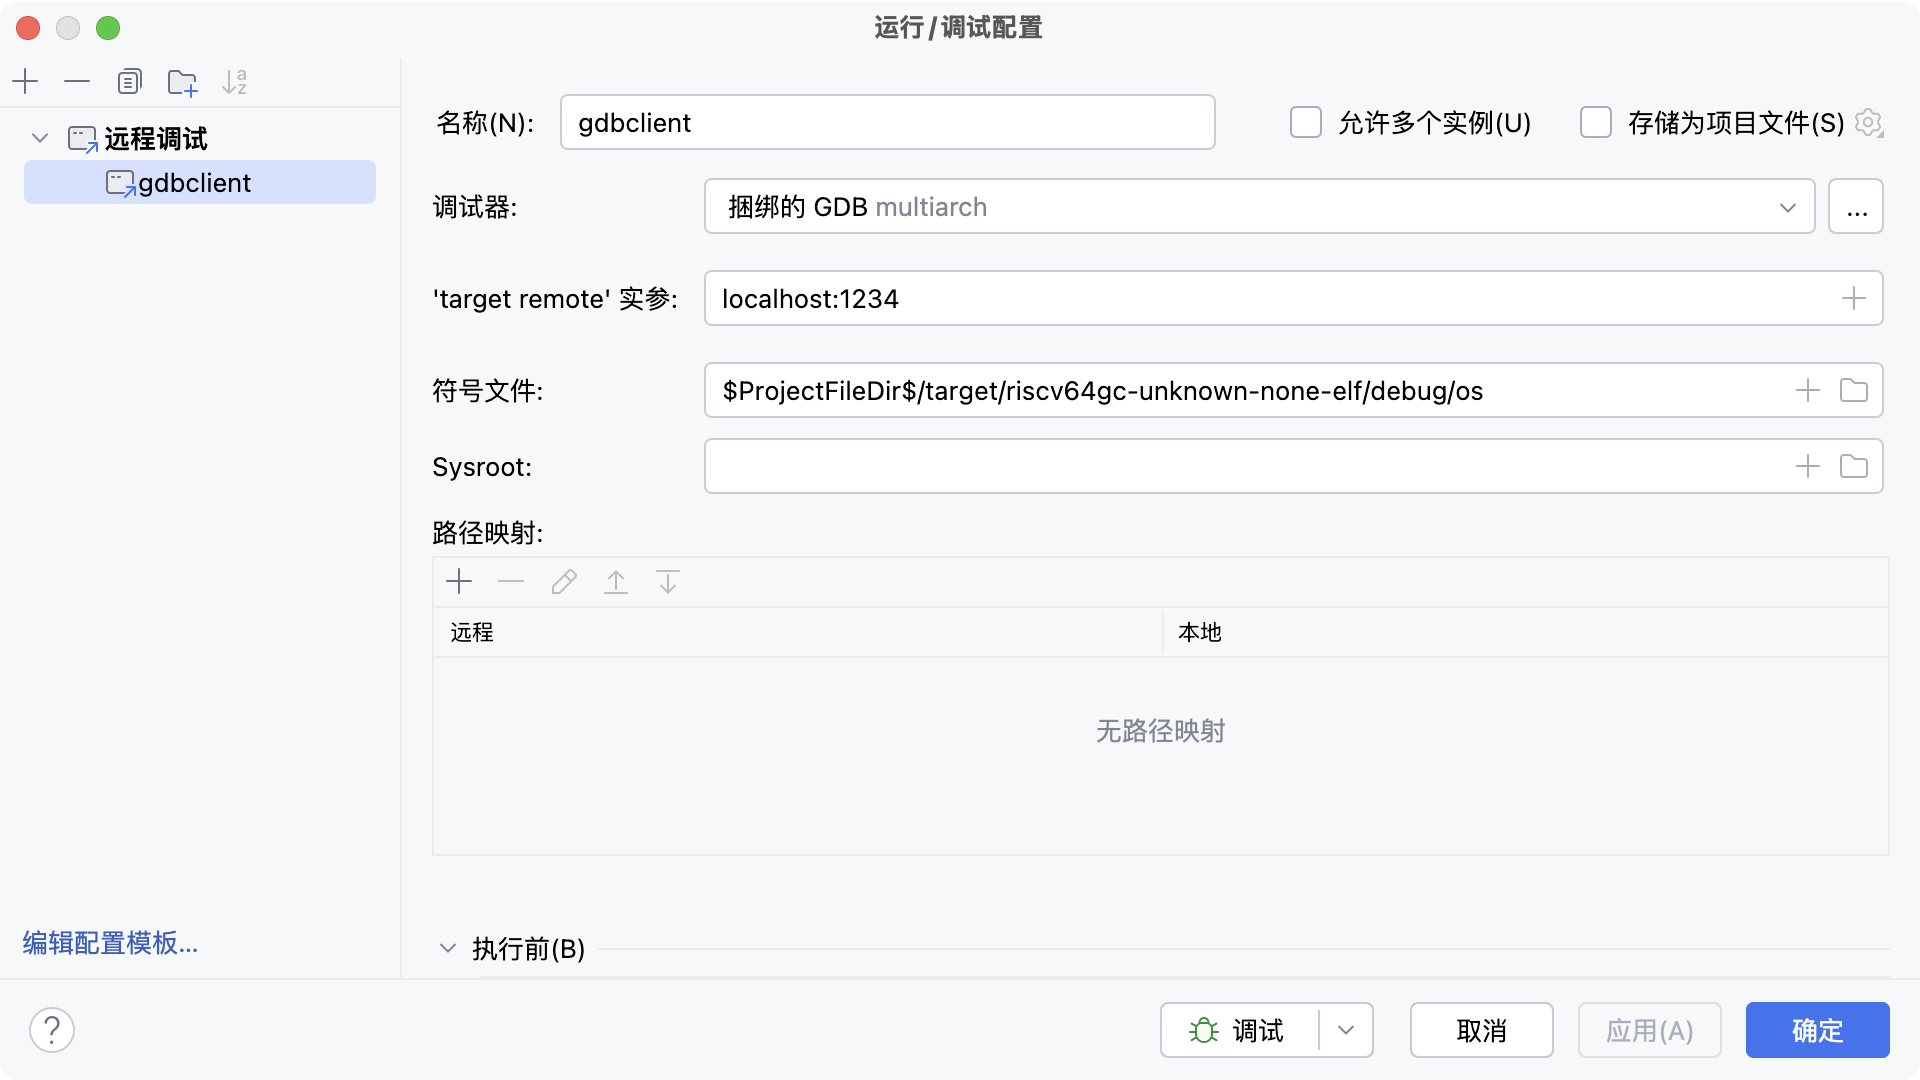 运行/调试配置
远程调试
gdbclient
编辑配置模板...
名称(N):
gdbclient
允许多个实例(U)
存储为项目文件(S)
调试器:
捆绑的 GDB multiarch
...
'target remote' 实参:
localhost:1234
符号文件:
$ProjectFileDir$/target/riscv64gc-unknown-none-elf/debug/os
Sysroot:
路径映射:
远程
本地
无路径映射
执行前(B)
?
调试
取消
应用(A)
确定